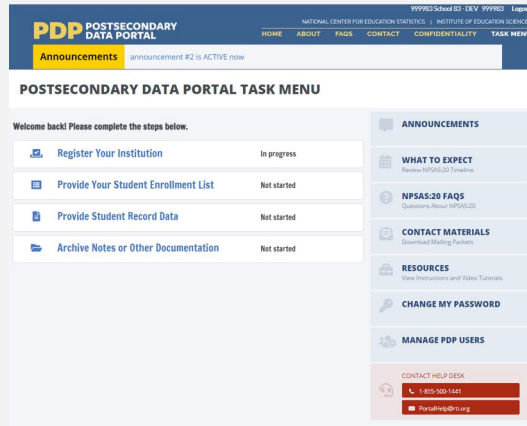 999983 School 83 - DEV 999983 Logou
NATIONAL CENTER FOR EDUCATION STATISTICS | INSTITUTE OF EDUCATION SCIENCE
PDP POSTSECONDARY DATA PORTAL
HOME ABOUT FAQS CONTACT CONFIDENTIALITY TASK MENU
Announcements announcement #2 is ACTIVE now
POSTSECONDARY DATA PORTAL TASK MENU
Welcome back! Please complete the steps below.
Register Your Institution In progress
Provide Your Student Enrollment List Not started
Provide Student Record Data Not started
Archive Notes or Other Documentation Not started
ANNOUNCEMENTS
WHAT TO EXPECT
Review NPSAS:20 Timeline
NPSAS:20 FAQS
Questions About NPSAS:20
CONTACT MATERIALS
Download Mailing Packets
RESOURCES
View Instructions and Video Tutorials
CHANGE MY PASSWORD
MANAGE PDP USERS
CONTACT HELP DESK
1-855-500-1441
PortalHelp@rti.org